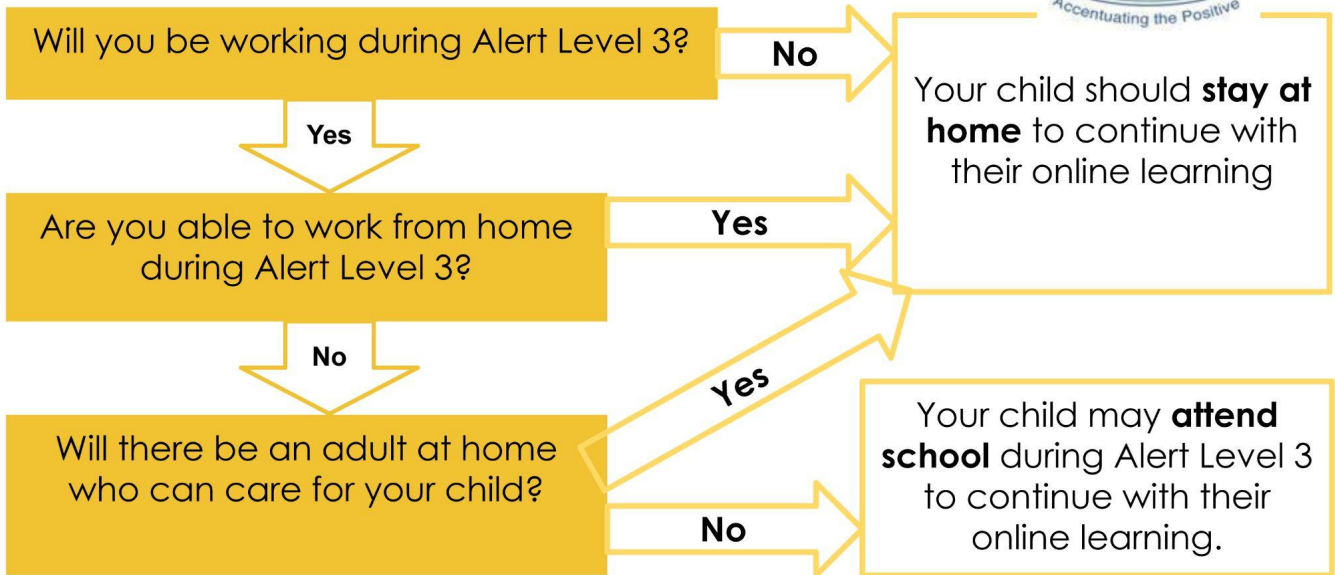 Accentuating the Positive
Will you be working during Alert Level 3?
No
Your child should stay at
home to continue with
their online learning
Yes
Are you able to work from home
during Alert Level 3?
Yes
No
Yes
Will there be an adult at home
who can care for your child?
No
Your child may attend
school during Alert Level 3
to continue with their
online learning.